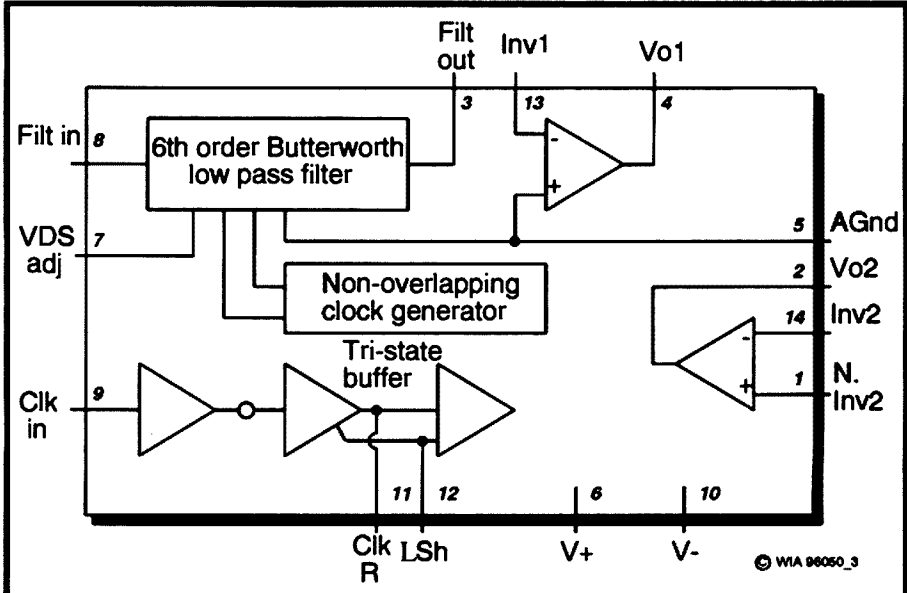 Filt
out
Inv1
Vo1
3
13
4
Filt in
8
6th order Butterworth
low pass filter
-
+
VDS
adj
7
5
AGnd
2
Vo2
Non-overlapping
clock generator
14
Inv2
-
Tri-state
buffer
1
N.
Inv2
+
Clk
in
9
11
12
6
10
Clk
R
LSh
V+
V-
© WIA 96050_3